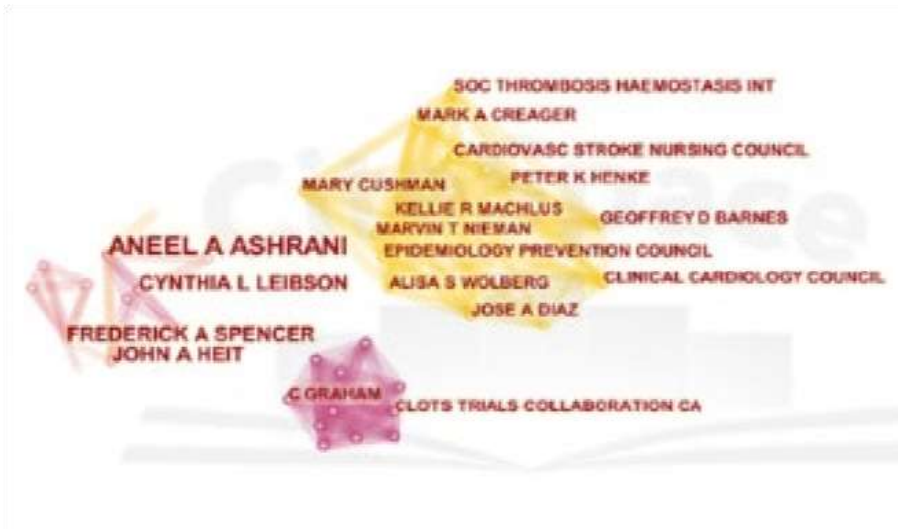 SOC THROMBOSIS HAEMOSTASIS INT
MARK A CREAGER
CARDIOVASC STROKE NURSING COUNCIL
MARY CUSHMAN
PETER K HENKE
KELLIE R MACHLUS
GEOFFREY D BARNES
MARVIN T NIEMAN
ANEEL A ASHRANI
EPIDEMIOLOGY PREVENTION COUNCIL
CYNTHIA L LEIBSON
ALISA S WOLBERG
CLINICAL CARDIOLOGY COUNCIL
JOSE A DIAZ
FREDERICK A SPENCER
JOHN A HEIT
C GRAHAM
CLOTS TRIALS COLLABORATION CA